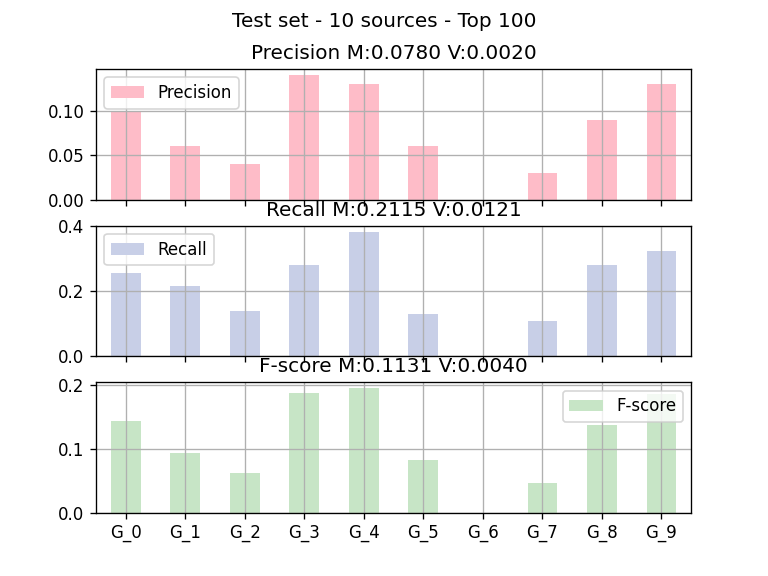 Test set - 10 sources - Top 100
Precision M:0.0780 V:0.0020
Precision
0.10
0.05
0.00
Recall M:0.2115 V:0.0121
Recall
0.4
0.2
0.0
F-score M:0.1131 V:0.0040
F-score
0.2
0.1
0.0
G_0 G_1 G_2 G_3 G_4 G_5 G_6 G_7 G_8 G_9